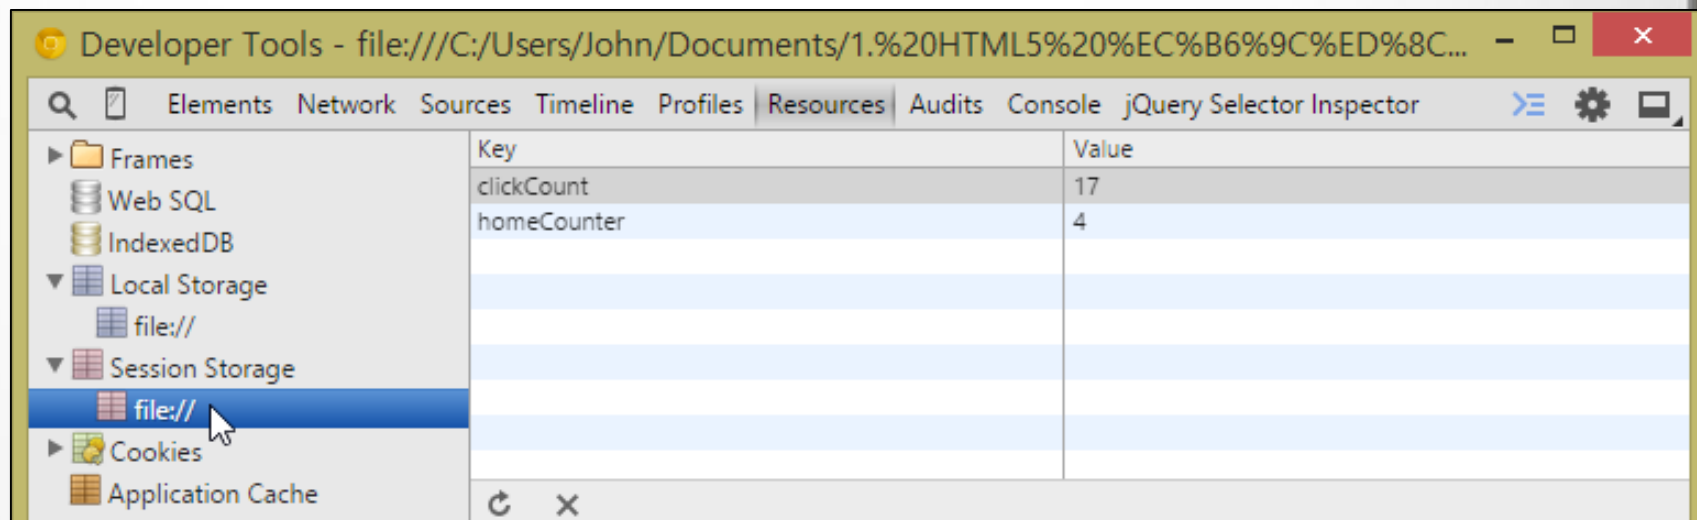 Developer Tools - file:///C:/Users/John/Documents/1.%20HTML5%20%EC%B6%9C%ED%8C...
Elements Network Sources Timeline Profiles Resources Audits Console jQuery Selector Inspector
Frames
Web SQL
IndexedDB
Local Storage
file://
Session Storage
file://
Cookies
Application Cache
Key Value
clickCount 17
homeCounter 4